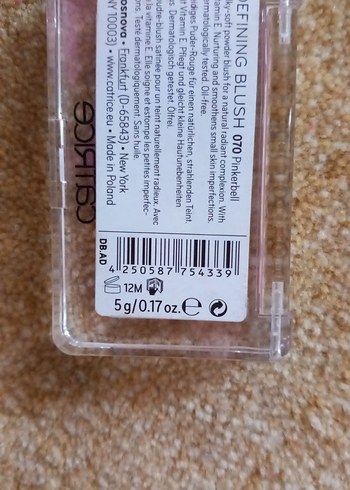 DEFINING BLUSH 070 Pinkerbell
soft powder blush for a natural radiant complexion. With
Vitamin E. Nurturing and smoothens small skin imperfections.
dermatologically tested. Oil-free.
Puder-Rouge für einen natürlichen, strahlenden Teint.
Vitamin E. Pflegt und gleicht kleine Hautunebenheiten
Dermatologisch getestet. Ölfrei.
poudre-blush satinée pour un teint naturellement radieux. Avec
la vitamine E. Elle soigne et estompe les petites imperfec-
tions. Testé dermatologiquement. Sans huile.
cosnova • Frankfurt (D-65843) • New York
(NY 10003) • www.catrice.eu • Made in Poland
CATRICE
DB.AD
4 250587 754339
12M
5 g/0.17 oz. e